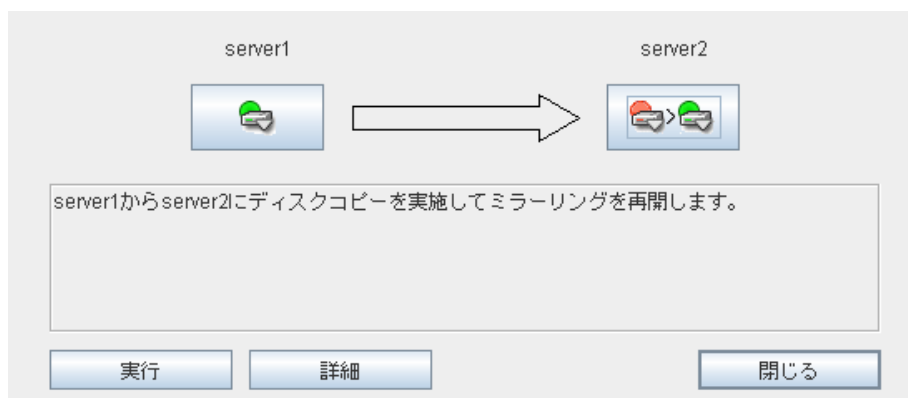 server1
server2
server1からserver2にディスクコピーを実施してミラーリングを再開します。
実行
詳細
閉じる